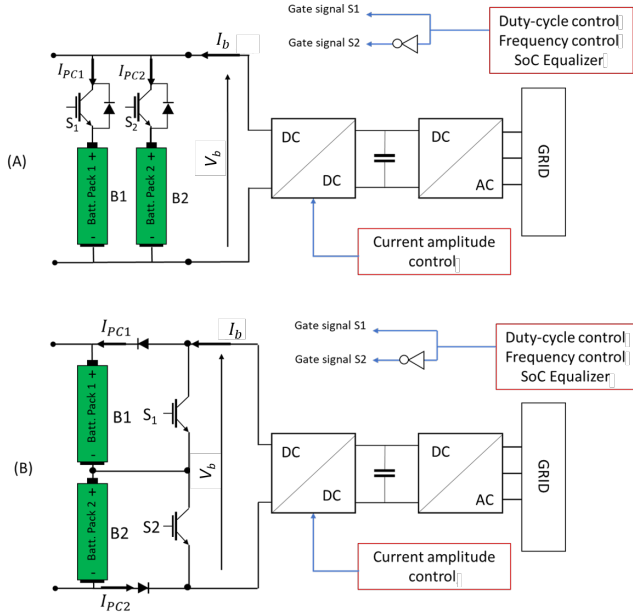 Gate signal S1
Gate signal S2
Duty-cycle control
Frequency control
SoC Equalizer
I_b
I_PC1
I_PC2
S_1
S_2
V_b
(A)
Batt. Pack 1
+
-
B1
Batt. Pack 2
+
-
B2
DC
DC
DC
AC
GRID
Current amplitude
control
Gate signal S1
Gate signal S2
Duty-cycle control
Frequency control
SoC Equalizer
I_PC1
I_b
Batt. Pack 1
+
-
B1
S_1
V_b
(B)
Batt. Pack 2
+
-
B2
S2
I_PC2
DC
DC
DC
AC
GRID
Current amplitude
control